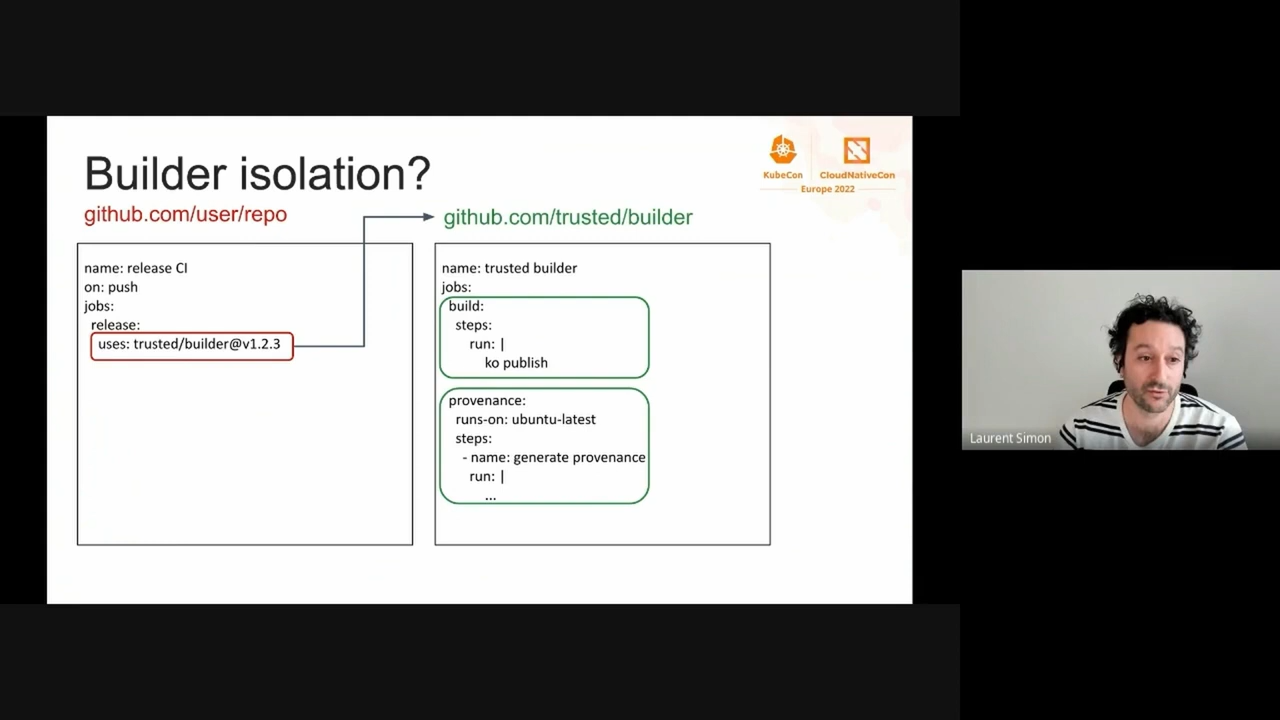 Builder isolation?
KubeCon
CloudNativeCon
Europe 2022
github.com/user/repo
name: release CI
on: push
jobs:
release:
uses: trusted/builder@v1.2.3
github.com/trusted/builder
name: trusted builder
jobs:
build:
steps:
run: |
ko publish
provenance:
runs-on: ubuntu-latest
steps:
- name: generate provenance
run: |
...
Laurent Simon